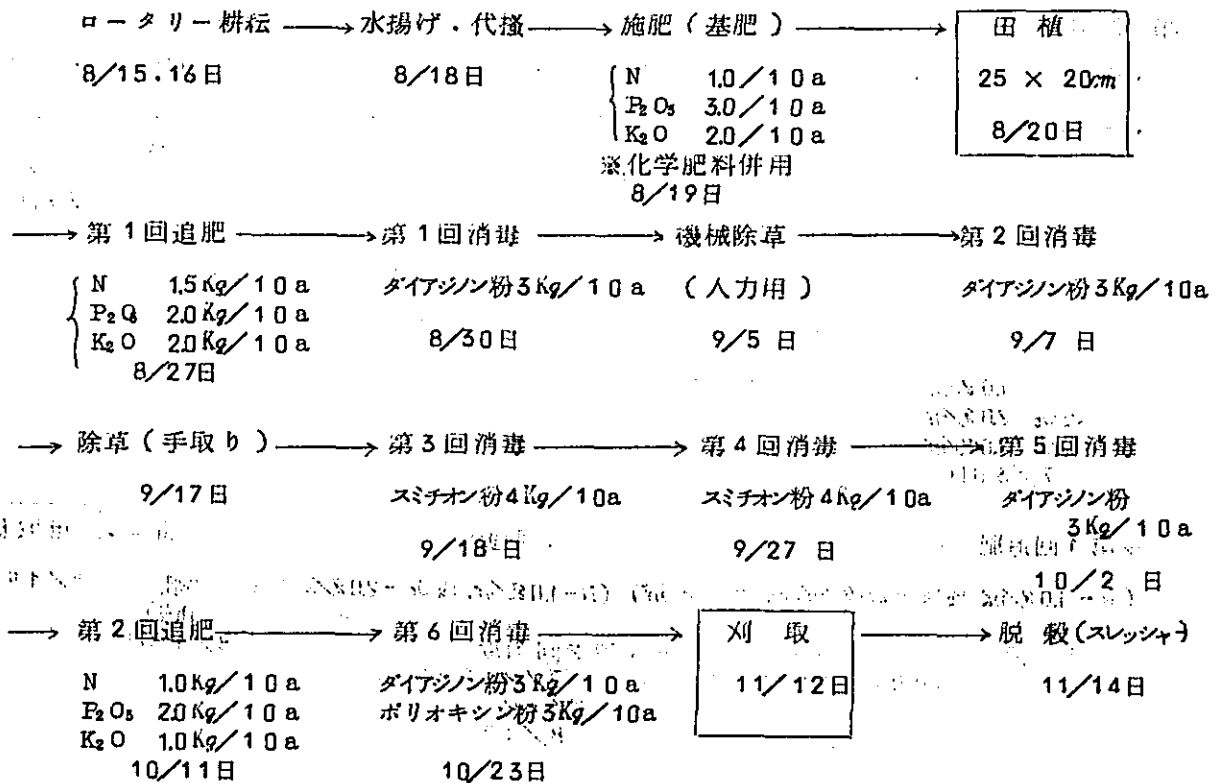 ロータリー耕耘 → 水揚げ．代掻 → 施肥（基肥） → 田植
8/15.16日 8/18日 N 1.0/10a 25 × 20cm
P₂O₅ 3.0/10a
K₂O 2.0/10a 8/20日
※化学肥料併用
8/19日
→ 第1回追肥 → 第1回消毒 → 機械除草 → 第2回消毒
N 1.5Kg/10a ダイアジノン粉3Kg/10a （人力用） ダイアジノン粉3Kg/10a
P₂O₅ 2.0Kg/10a
K₂O 2.0Kg/10a 8/30日 9/5日 9/7日
8/27日
→ 除草（手取り） → 第3回消毒 → 第4回消毒 → 第5回消毒
9/17日 スミチオン粉4Kg/10a スミチオン粉4Kg/10a ダイアジノン粉
3Kg/10a
9/18日 9/27日
10/2日
→ 第2回追肥 → 第6回消毒 → 刈取 → 脱穀(スレッシャー)
N 1.0Kg/10a ダイアジノン粉3Kg/10a 11/12日 11/14日
P₂O₅ 2.0Kg/10a ポリオキシン粉3Kg/10a
K₂O 1.0Kg/10a
10/11日 10/23日